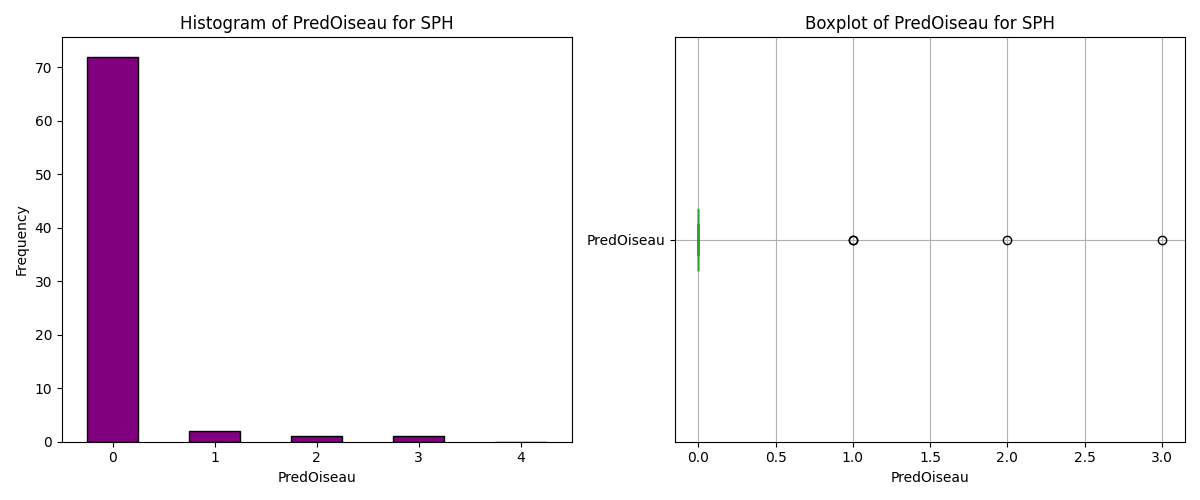 Histogram of PredOiseau for SPH
Frequency
70
60
50
40
30
20
10
0
0 1 2 3 4
PredOiseau
Boxplot of PredOiseau for SPH
PredOiseau
0.0 0.5 1.0 1.5 2.0 2.5 3.0
PredOiseau